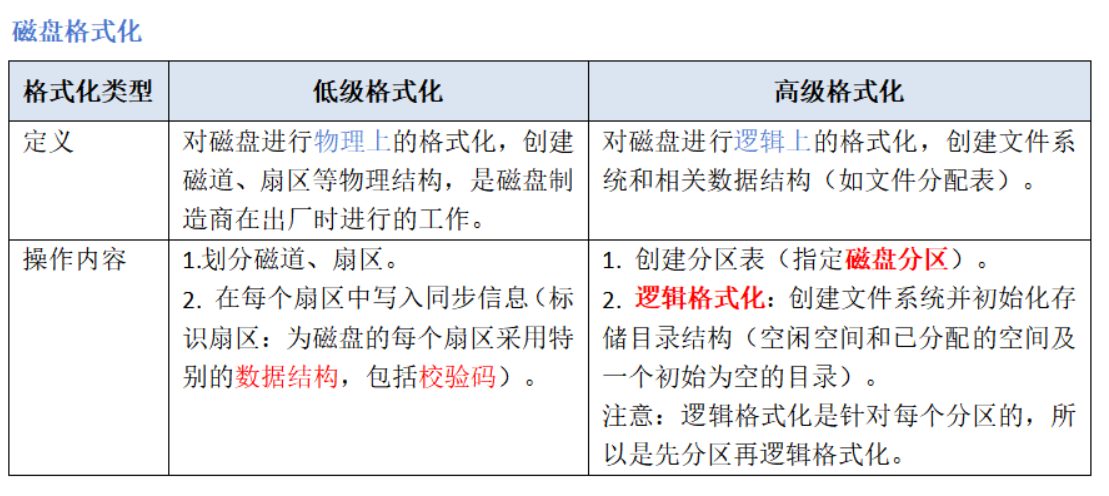 磁盘格式化
格式化类型
低级格式化
高级格式化
定义
对磁盘进行物理上的格式化，创建
磁道、扇区等物理结构，是磁盘制
造商在出厂时进行的工作。
对磁盘进行逻辑上的格式化，创建文件系
统和相关数据结构（如文件分配表）。
操作内容
1.划分磁道、扇区。
2. 在每个扇区中写入同步信息（标
识扇区：为磁盘的每个扇区采用特
别的数据结构，包括校验码）。
1. 创建分区表（指定磁盘分区）。
2. 逻辑格式化：创建文件系统并初始化存
储目录结构（空闲空间和已分配的空间及
一个初始为空的目录）。
注意：逻辑格式化是针对每个分区的，所
以是先分区再逻辑格式化。